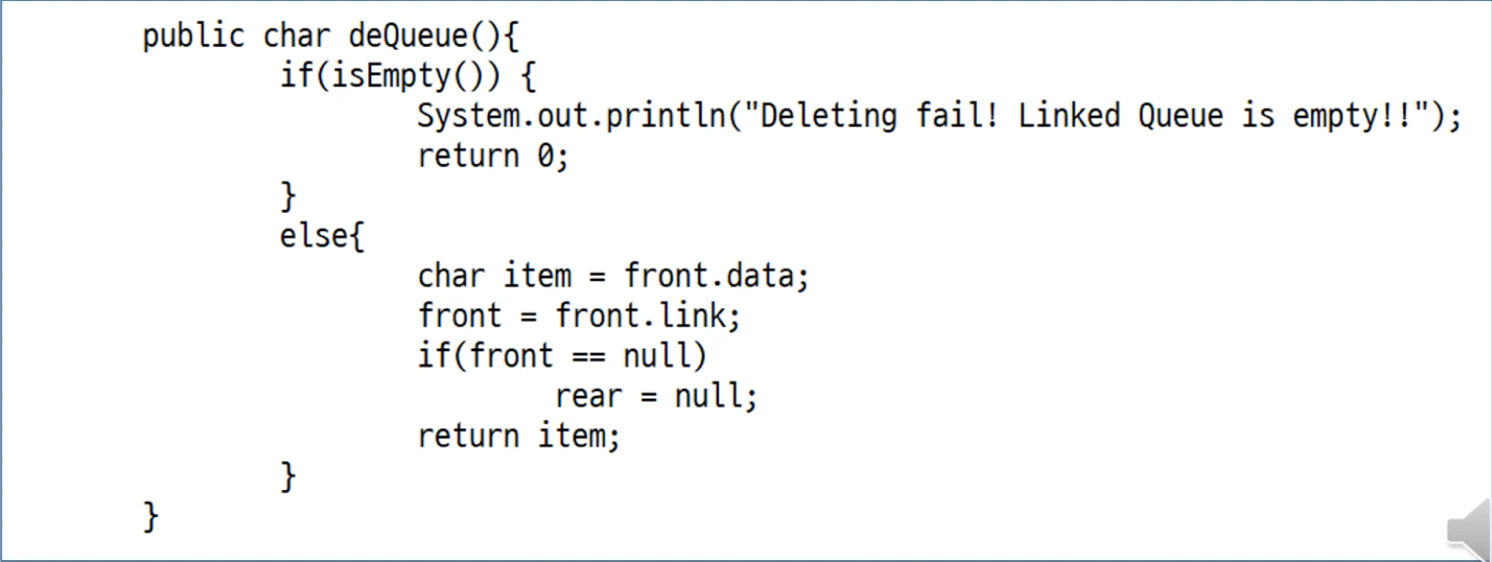 public char deQueue(){
if(isEmpty()) {
System.out.println("Deleting fail! Linked Queue is empty!!");
return 0;
}
else{
char item = front.data;
front = front.link;
if(front == null)
rear = null;
return item;
}
}